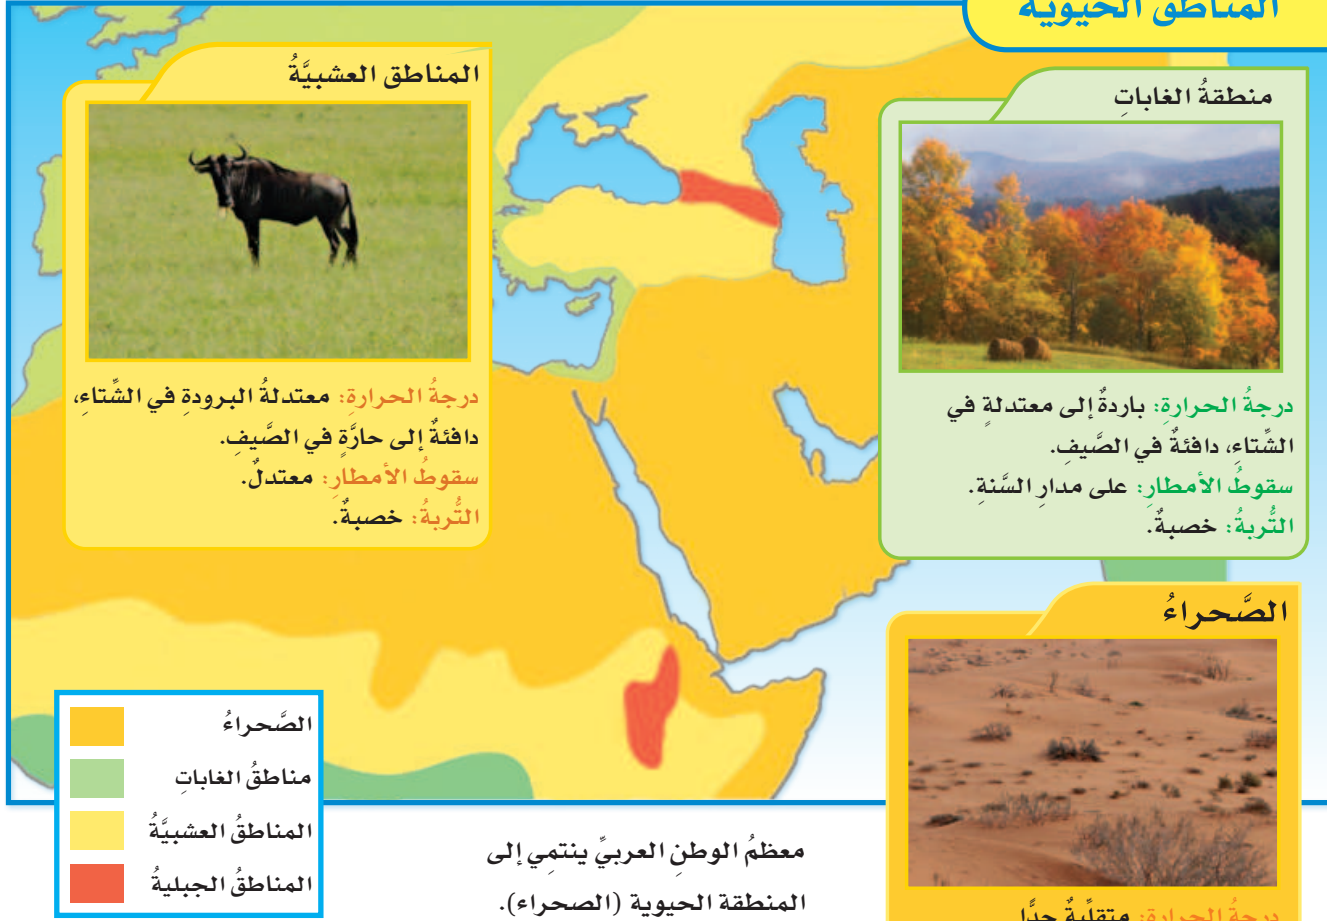 المناطق الحيوية
منطقةُ الغاباتِ
درجةُ الحرارةِ: باردةٌ إلى معتدلةٍ في
الشِّتاءِ، دافئةٌ في الصَّيفِ.
سقوطُ الأمطارِ: على مدارِ السَّنةِ.
التُّربةُ: خصبةٌ.
المناطق العشبيَّةُ
درجةُ الحرارةِ: معتدلةُ البرودةِ في الشِّتاءِ،
دافئةٌ إلى حارَّةٍ في الصَّيفِ.
سقوطُ الأمطارِ: معتدلٌ.
التُّربةُ: خصبةٌ.
الصَّحراءُ
درجةُ الحرارةِ: متقلِّبةٌ جدًّا
الصَّحراءُ
مناطقُ الغاباتِ
المناطقُ العشبيَّةُ
المناطقُ الجبليةُ
معظمُ الوطنِ العربيِّ ينتمِي إلى
المنطقة الحيوية (الصحراء).